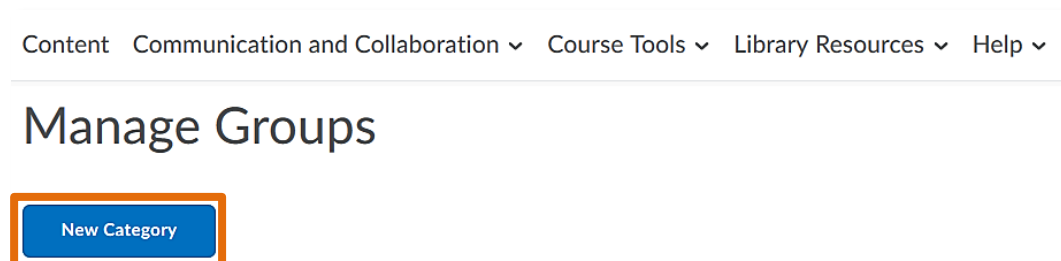 Content Communication and Collaboration Course Tools Library Resources Help
Manage Groups
New Category